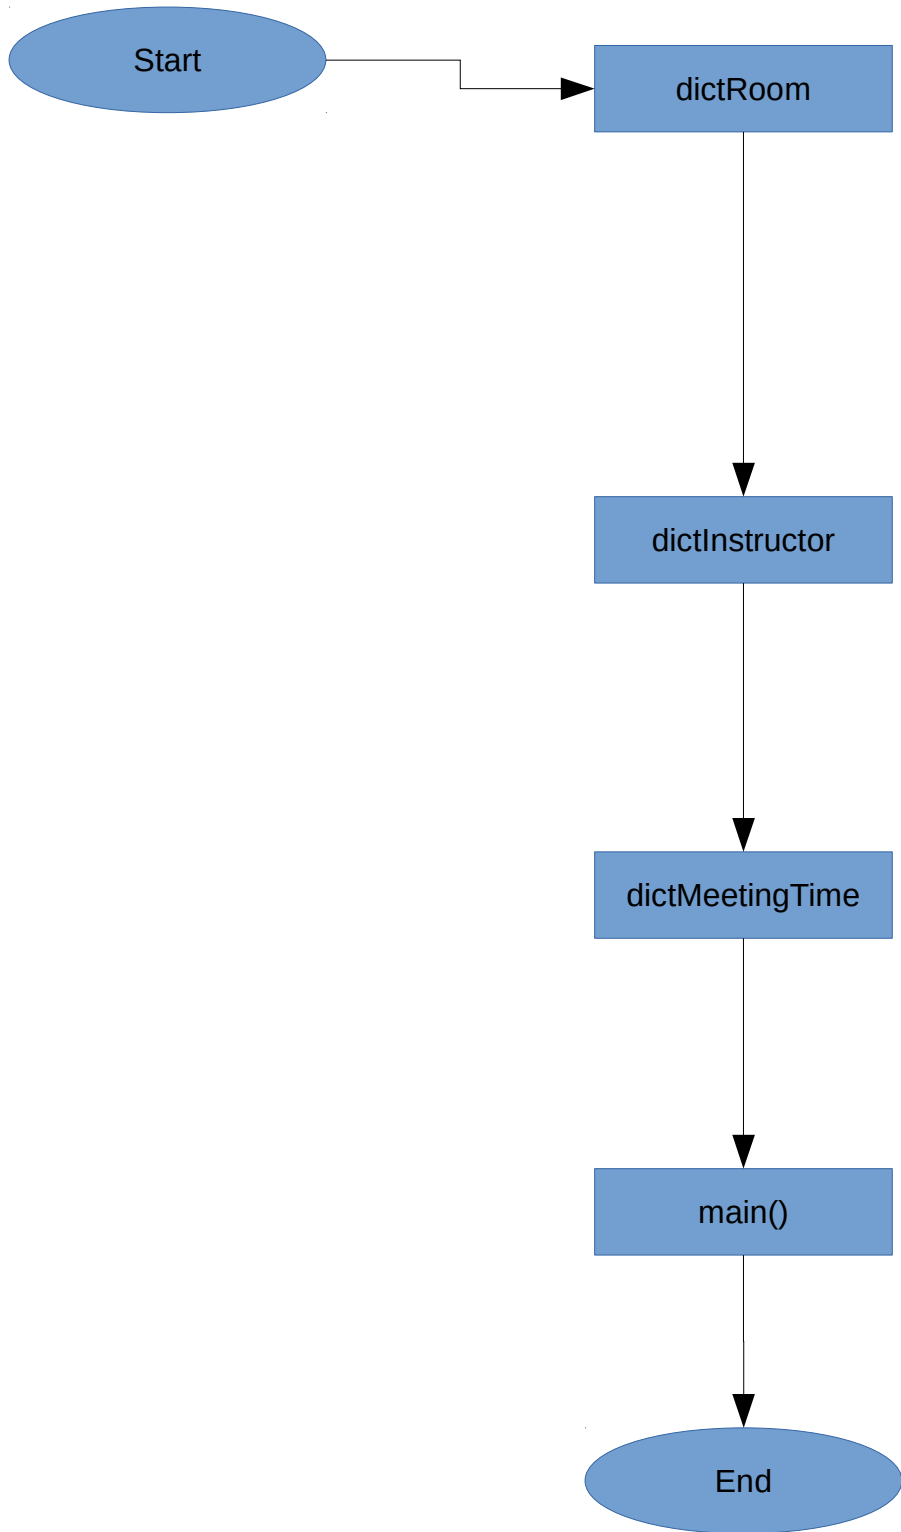 Start
dictRoom
dictInstructor
dictMeetingTime
main()
End